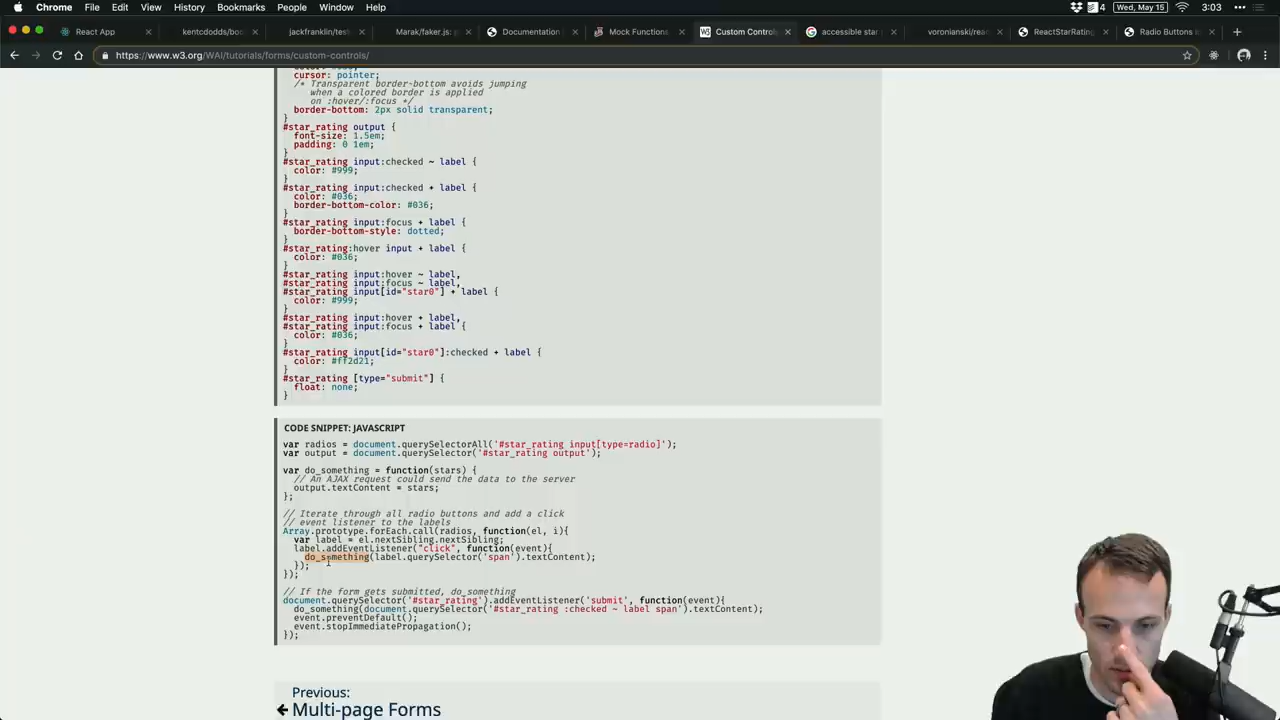 Chrome File Edit View History Bookmarks People Window Help 4 Wed, May 15 3:03
React App kentcdodds/bo jackfranklin/test Marak/faker.js: p Documentation Mock Functions Custom Contro accessible star voronianski/rea ReactStarRating Radio Buttons i
https://www.w3.org/WAI/tutorials/forms/custom-controls/
cursor: pointer;
/* Transparent border-bottom avoids jumping
when a colored border is applied
on :hover/:focus */
border-bottom: 2px solid transparent;
}
#star_rating output {
font-size: 1.5em;
padding: 0 1em;
}
#star_rating input:checked ~ label {
color: #999;
}
#star_rating input:checked + label {
color: #036;
border-bottom-color: #036;
}
#star_rating input:focus + label {
border-bottom-style: dotted;
}
#star_rating:hover input + label {
color: #036;
}
#star_rating input:hover ~ label,
#star_rating input:focus ~ label,
#star_rating input[id="star0"] + label {
color: #999;
}
#star_rating input:hover + label,
#star_rating input:focus + label {
color: #036;
}
#star_rating input[id="star0"]:checked + label {
color: #ff2d21;
}
#star_rating [type="submit"] {
float: none;
}
CODE SNIPPET: JAVASCRIPT
var radios = document.querySelectorAll('#star_rating input[type=radio]');
var output = document.querySelector('#star_rating output');
var do_something = function(stars) {
// An AJAX request could send the data to the server
output.textContent = stars;
};
// Iterate through all radio buttons and add a click
// event listener to the labels
Array.prototype.forEach.call(radios, function(el, i){
var label = el.nextSibling.nextSibling;
label.addEventListener("click", function(event){
do_something(label.querySelector('span').textContent);
});
});
// If the form gets submitted, do_something
document.querySelector('#star_rating').addEventListener('submit', function(event){
do_something(document.querySelector('#star_rating :checked ~ label span').textContent);
event.preventDefault();
event.stopImmediatePropagation();
});
Previous:
Multi-page Forms